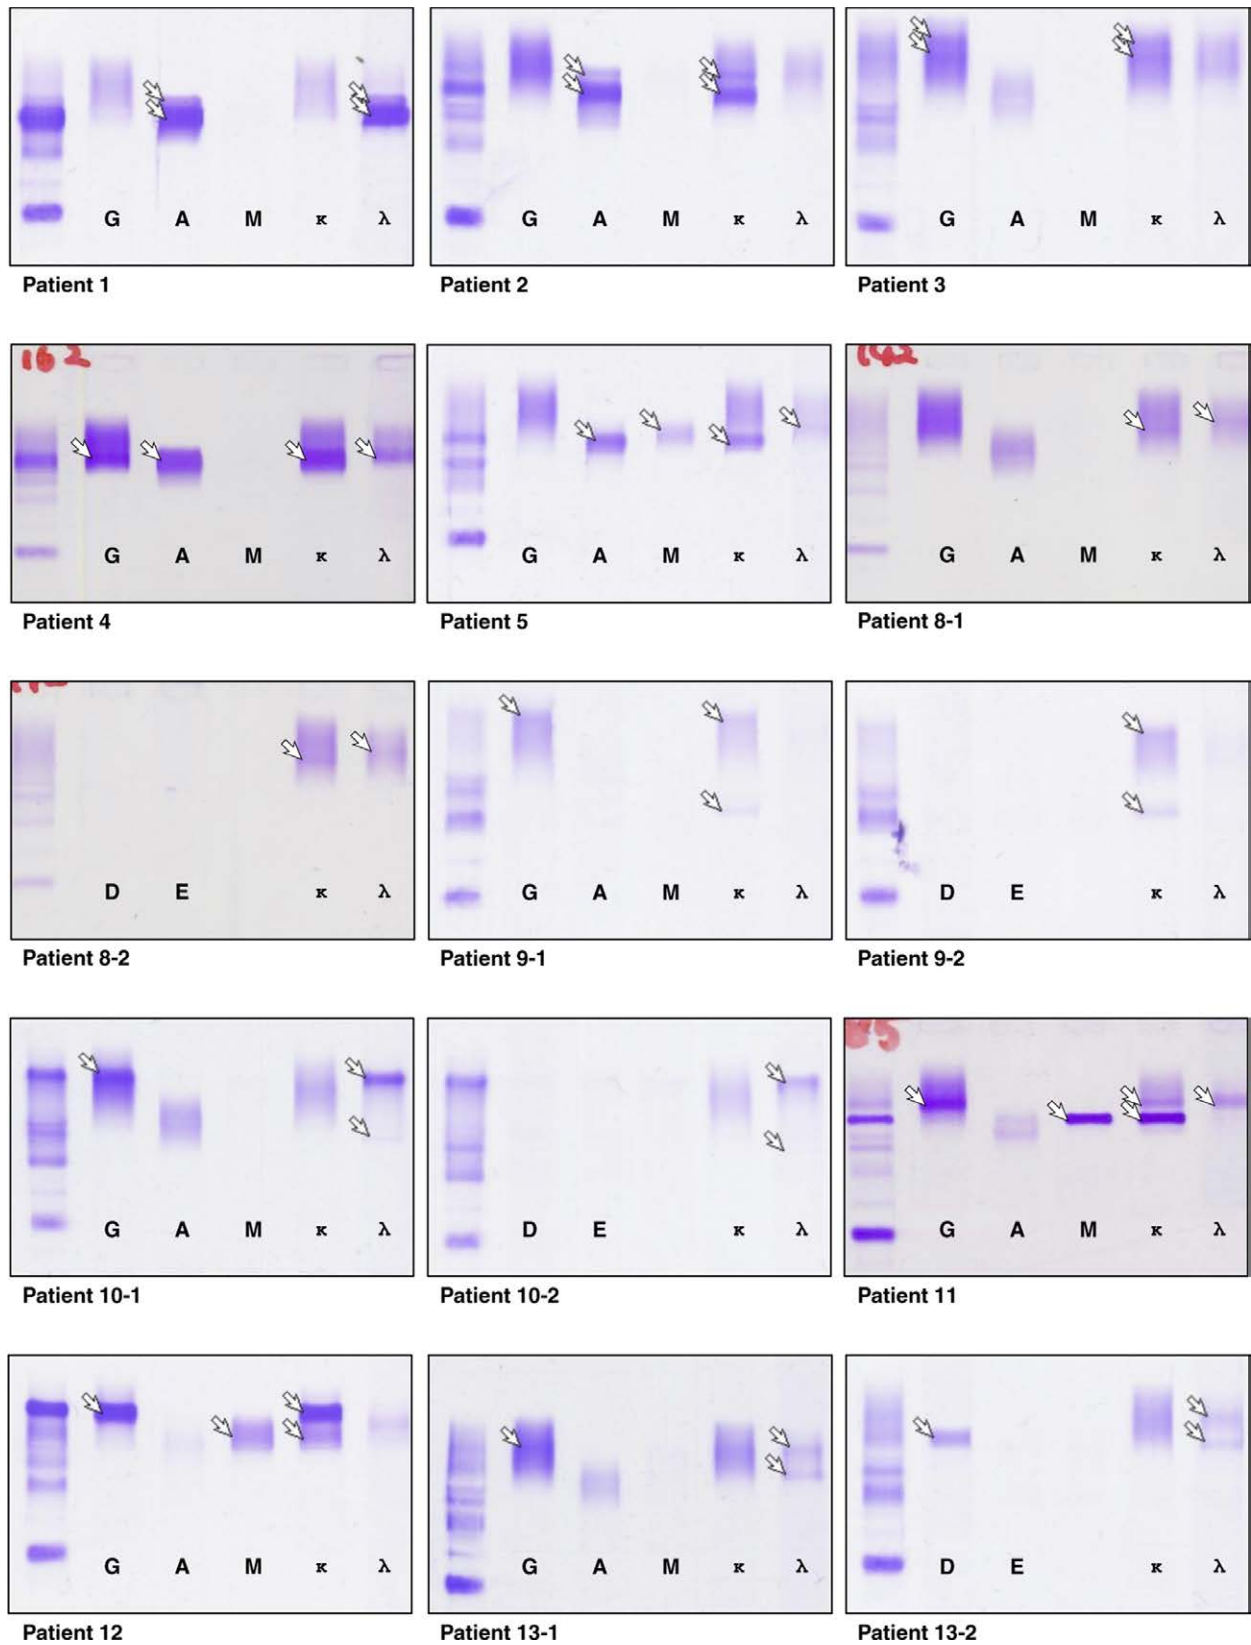 G A M κ λ
G A M κ λ
G A M κ λ
Patient 1
Patient 2
Patient 3
162
G A M κ λ
G A M κ λ
G A M κ λ
Patient 4
Patient 5
Patient 8-1
D E κ λ
G A M κ λ
D E κ λ
Patient 8-2
Patient 9-1
Patient 9-2
G A M κ λ
D E κ λ
G A M κ λ
Patient 10-1
Patient 10-2
Patient 11
G A M κ λ
G A M κ λ
D E κ λ
Patient 12
Patient 13-1
Patient 13-2